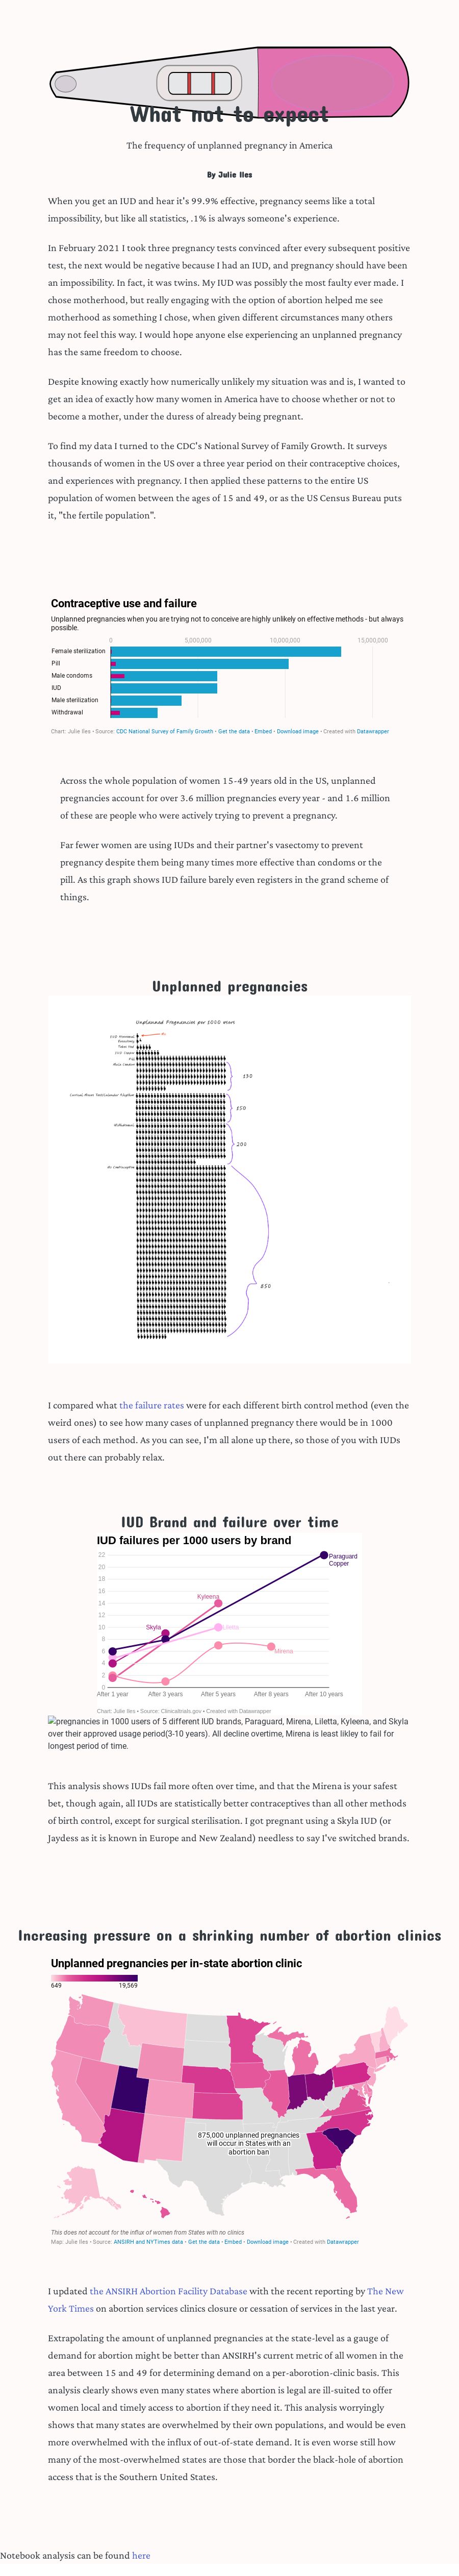 What not to expect
The frequency of unplanned pregnancy in America
By Julie Iles
When you get an IUD and hear it's 99.9% effective, pregnancy seems like a total
impossibility, but like all statistics, .1% is always someone's experience.
In February 2021 I took three pregnancy tests convinced after every subsequent positive
test, the next would be negative because I had an IUD, and pregnancy should have been
an impossibility. In fact, it was twins. My IUD was possibly the most faulty ever made. I
chose motherhood, but really engaging with the option of abortion helped me see
motherhood as something I chose, when given different circumstances many others
may not feel this way. I would hope anyone else experiencing an unplanned pregnancy
has the same freedom to choose.
Despite knowing exactly how numerically unlikely my situation was and is, I wanted to
get an idea of exactly how many women in America have to choose whether or not to
become a mother, under the duress of already being pregnant.
To find my data I turned to the CDC's National Survey of Family Growth. It surveys
thousands of women in the US over a three year period on their contraceptive choices,
and experiences with pregnancy. I then applied these patterns to the entire US
population of women between the ages of 15 and 49, or as the US Census Bureau puts
it, "the fertile population".
Contraceptive use and failure
Unplanned pregnancies when you are trying not to conceive are highly unlikely on effective methods - but always
possible.
0 5,000,000 10,000,000 15,000,000
Female sterilization
Pill
Male condoms
IUD
Male sterilization
Withdrawal
Chart: Julie Iles • Source: CDC National Survey of Family Growth • Get the data • Embed • Download image • Created with Datawrapper
Across the whole population of women 15-49 years old in the US, unplanned
pregnancies account for over 3.6 million pregnancies every year - and 1.6 million
of these are people who were actively trying to prevent a pregnancy.
Far fewer women are using IUDs and their partner's vasectomy to prevent
pregnancy despite them being many times more effective than condoms or the
pill. As this graph shows IUD failure barely even registers in the grand scheme of
things.
Unplanned pregnancies
Unplanned Pregnancies per 1000 users
Pill
Male Condom
130
150
Withdrawal
200
No Contraception
850
I compared what the failure rates were for each different birth control method (even the
weird ones) to see how many cases of unplanned pregnancy there would be in 1000
users of each method. As you can see, I'm all alone up there, so those of you with IUDs
out there can probably relax.
IUD Brand and failure over time
IUD failures per 1000 users by brand
22
20
18
16
14
12
10
8
6
4
2
0
Paraguard
Copper
Kyleena
Skyla
Liletta
Mirena
After 1 year After 3 years After 5 years After 8 years After 10 years
Chart: Julie Iles • Source: Clinicaltrials.gov • Created with Datawrapper
pregnancies in 1000 users of 5 different IUD brands, Paraguard, Mirena, Liletta, Kyleena, and Skyla
over their approved usage period(3-10 years). All decline overtime, Mirena is least likley to fail for
longest period of time.
This analysis shows IUDs fail more often over time, and that the Mirena is your safest
bet, though again, all IUDs are statistically better contraceptives than all other methods
of birth control, except for surgical sterilisation. I got pregnant using a Skyla IUD (or
Jaydess as it is known in Europe and New Zealand) needless to say I've switched brands.
Increasing pressure on a shrinking number of abortion clinics
Unplanned pregnancies per in-state abortion clinic
649 19,569
875,000 unplanned pregnancies
will occur in States with an
abortion ban
This does not account for the influx of women from States with no clinics
Map: Julie Iles • Source: ANSIRH and NYTimes data • Get the data • Embed • Download image • Created with Datawrapper
I updated the ANSIRH Abortion Facility Database with the recent reporting by The New
York Times on abortion services clinics closure or cessation of services in the last year.
Extrapolating the amount of unplanned pregnancies at the state-level as a gauge of
demand for abortion might be better than ANSIRH's current metric of all women in the
area between 15 and 49 for determining demand on a per-aborotion-clinic basis. This
analysis clearly shows even many states where abortion is legal are ill-suited to offer
women local and timely access to abortion if they need it. This analysis worryingly
shows that many states are overwhelmed by their own populations, and would be even
more overwhelmed with the influx of out-of-state demand. It is even worse still how
many of the most-overwhelmed states are those that border the black-hole of abortion
access that is the Southern United States.
Notebook analysis can be found here